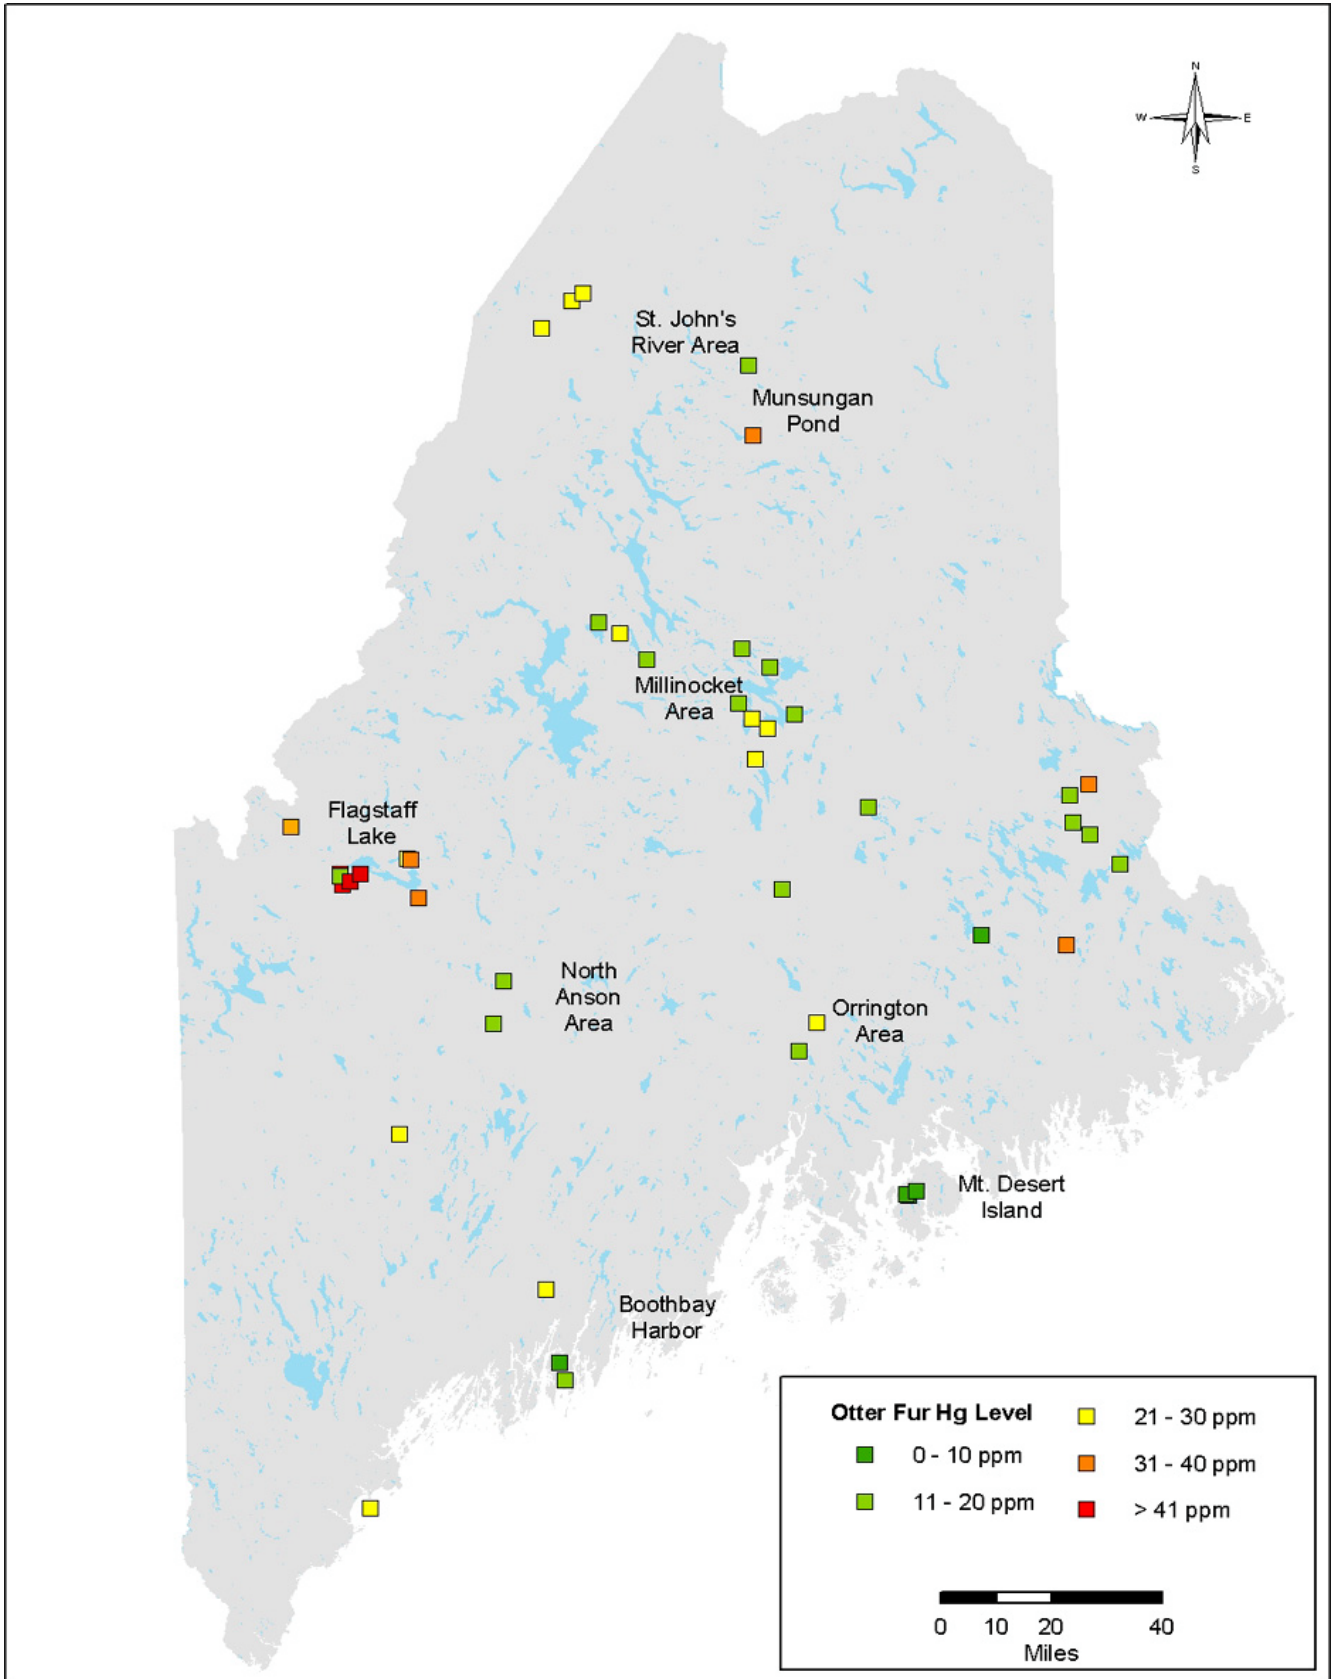 N
W E
S
St. John's
River Area
Munsungan
Pond
Millinocket
Area
Flagstaff
Lake
North
Anson
Area
Orrington
Area
Mt. Desert
Island
Boothbay
Harbor
Otter Fur Hg Level
0 - 10 ppm
11 - 20 ppm
21 - 30 ppm
31 - 40 ppm
> 41 ppm
0 10 20 40
Miles